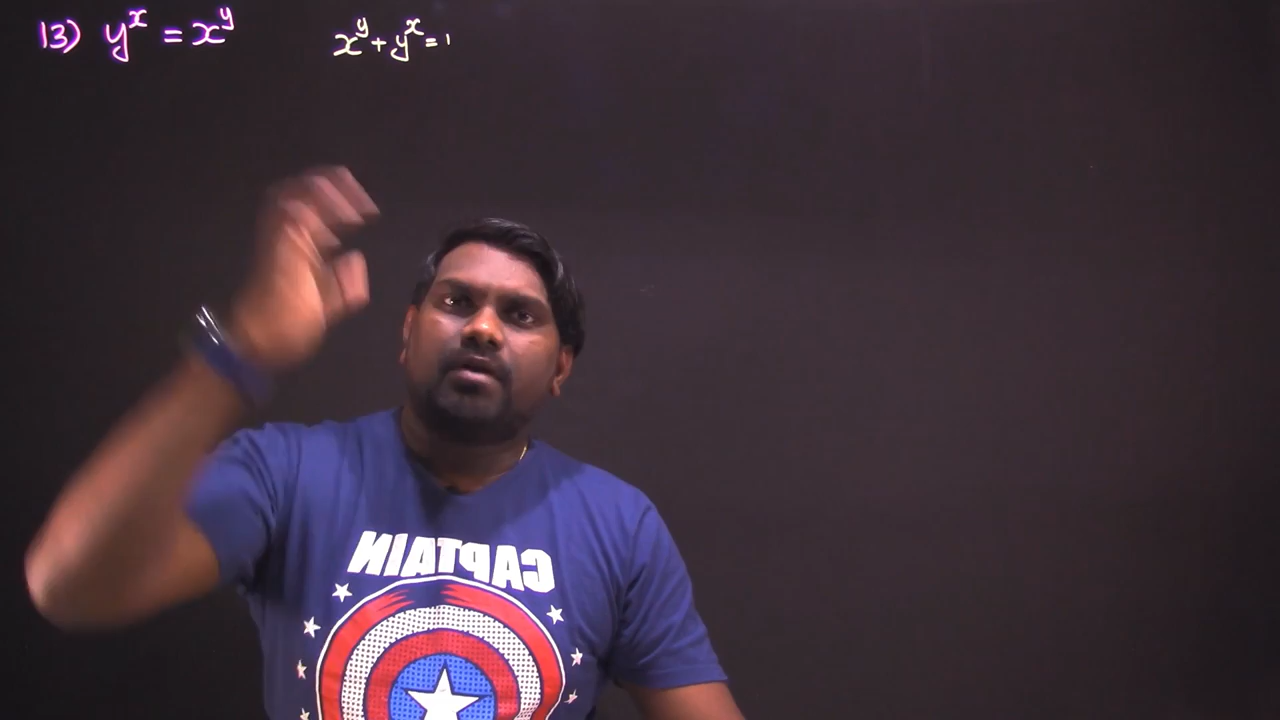 13) y^x = x^y
x^y + y^x = 1
CAPTAIN